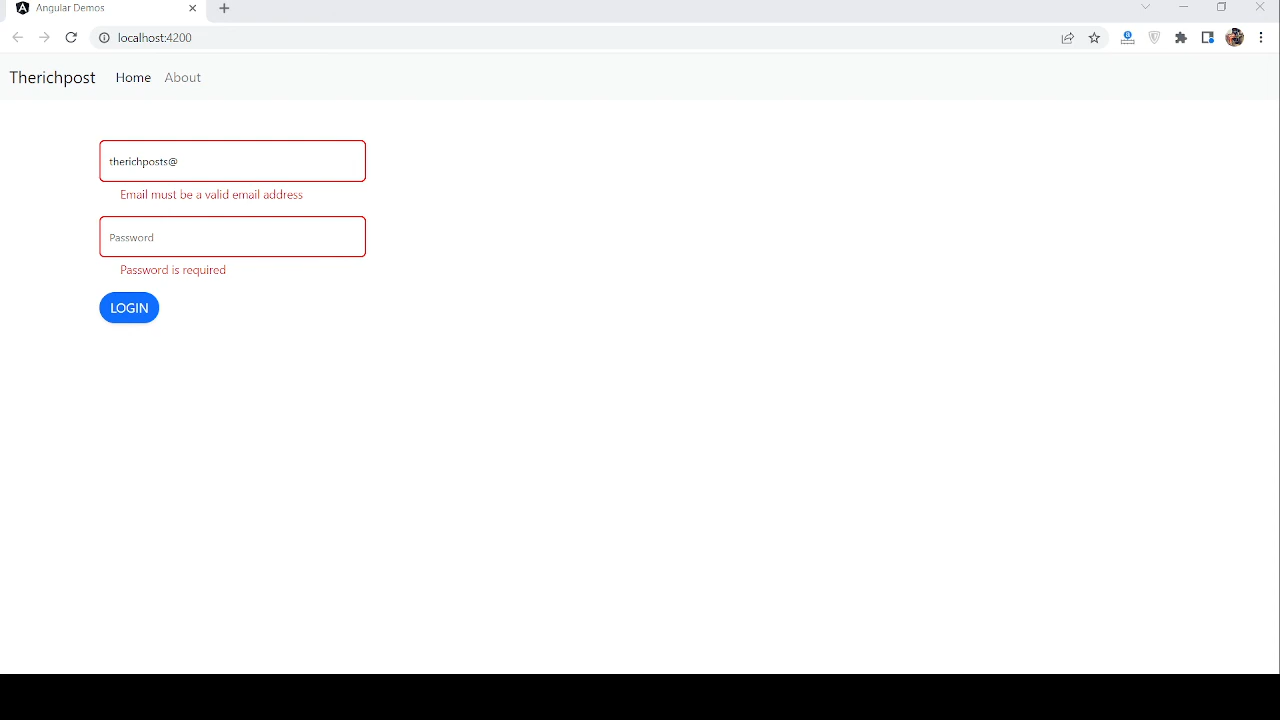 Angular Demos
localhost:4200
Therichpost Home About
therichposts@
Email must be a valid email address
Password
Password is required
LOGIN